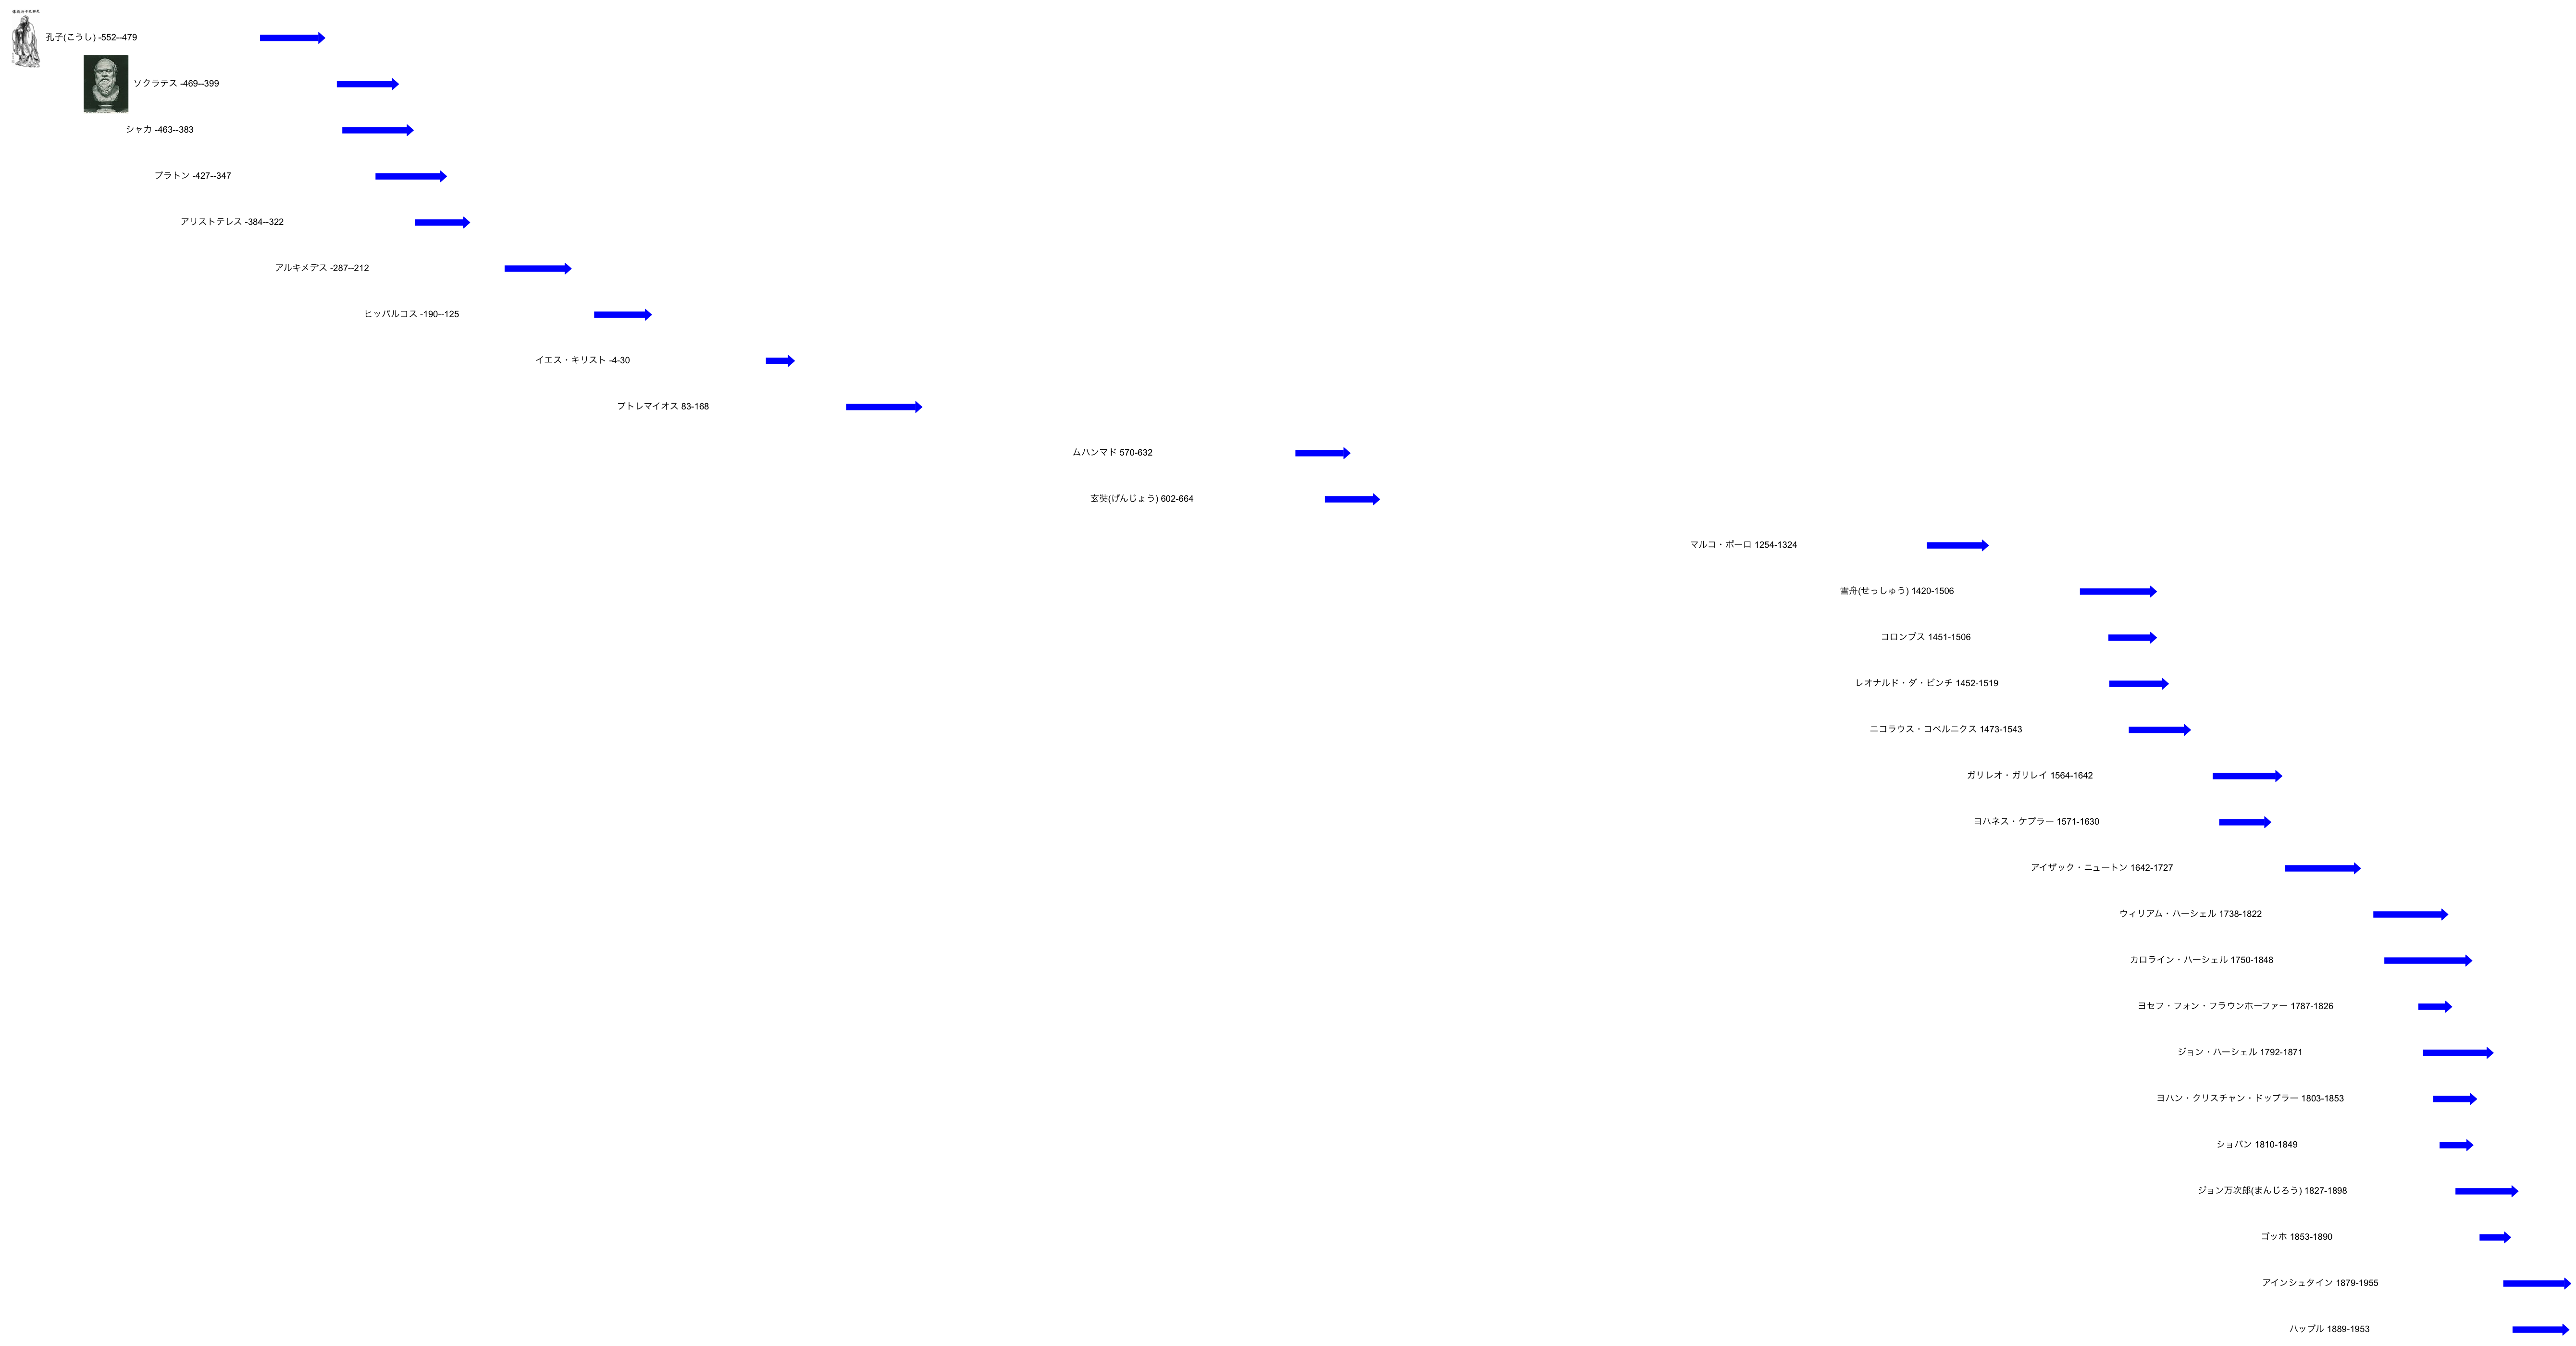 孔子(こうし) -552--479
ソクラテス -469--399
シャカ -463--383
プラトン -427--347
アリストテレス -384--322
アルキメデス -287--212
ヒッパルコス -190--125
イエス・キリスト -4-30
プトレマイオス 83-168
ムハンマド 570-632
玄奘(げんじょう) 602-664
マルコ・ポーロ 1254-1324
雪舟(せっしゅう) 1420-1506
コロンブス 1451-1506
レオナルド・ダ・ビンチ 1452-1519
ニコラウス・コペルニクス 1473-1543
ガリレオ・ガリレイ 1564-1642
ヨハネス・ケプラー 1571-1630
アイザック・ニュートン 1642-1727
ウィリアム・ハーシェル 1738-1822
カロライン・ハーシェル 1750-1848
ヨセフ・フォン・フラウンホーファー 1787-1826
ジョン・ハーシェル 1792-1871
ヨハン・クリスチャン・ドップラー 1803-1853
ショパン 1810-1849
ジョン万次郎(まんじろう) 1827-1898
ゴッホ 1853-1890
アインシュタイン 1879-1955
ハッブル 1889-1953